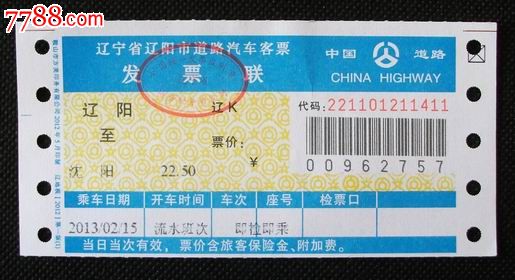 7788.com
辽宁省辽阳市道路汽车客票
发 票 联
中国 道路
CHINA HIGHWAY
辽阳 辽K
代码: 221101211411
至
票价:
¥
沈阳 22.50
00962757
乘车日期 开车时间 车次 座号 检票口
2013/02/15 流水班次 即检即乘
当日当次有效，票价含旅客保险金、附加费。